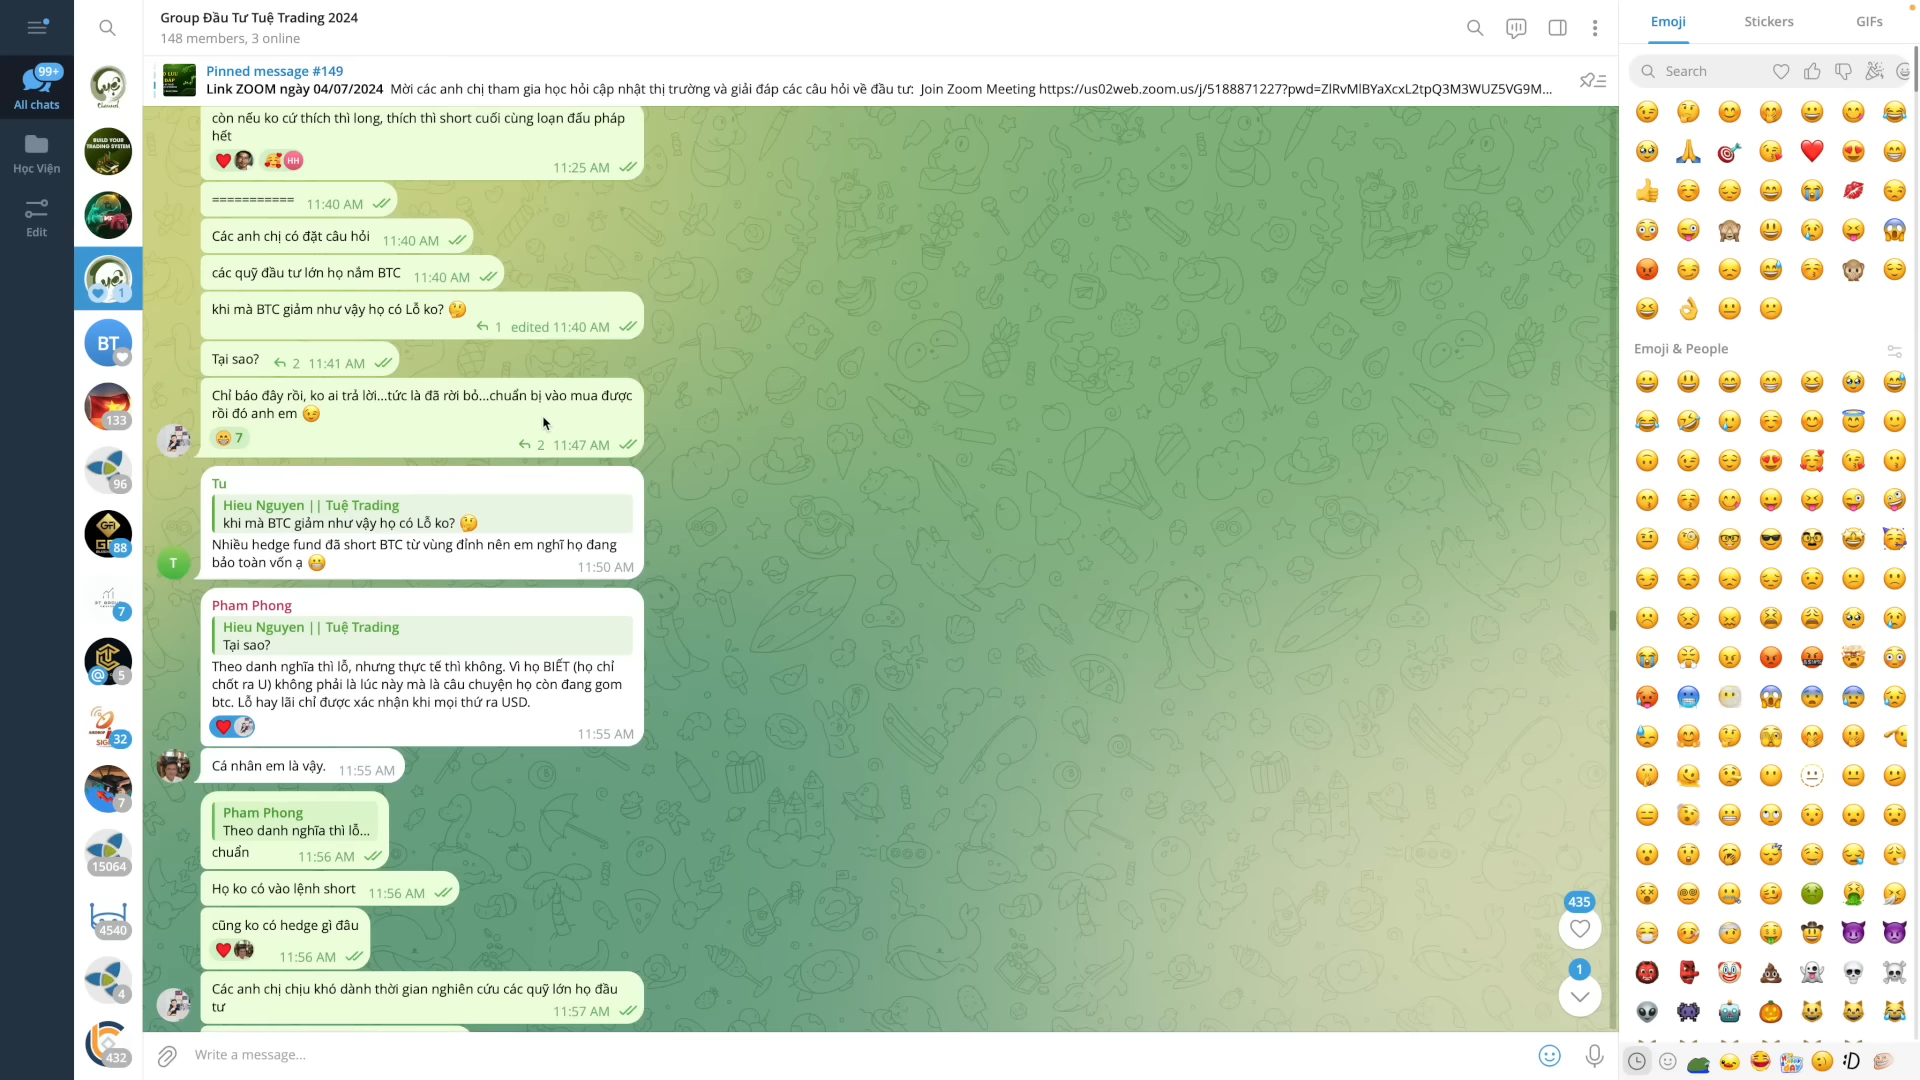 Group Đầu Tư Tuệ Trading 2024
148 members, 3 online
Pinned message #149
Link ZOOM ngày 04/07/2024 Mời các anh chị tham gia học hỏi cập nhật thị trường và giải đáp các câu hỏi về đầu tư: Join Zoom Meeting https://us02web.zoom.us/j/5188871227?pwd=ZlRvMlBYaXcxL2tpQ3M3WUZ5VG9M...
99+
All chats
Học Viện
Edit
BUILD YOUR
TRADING SYSTEM
1
BT
133
96
GFI
88
7
@ 5
32
7
15064
4540
4
432
còn nếu ko cứ thích thì long, thích thì short cuối cùng loạn đấu pháp
hết
HH
11:25 AM
===========
11:40 AM
Các anh chị có đặt câu hỏi 11:40 AM
các quỹ đầu tư lớn họ nắm BTC 11:40 AM
khi mà BTC giảm như vậy họ có Lỗ ko? 🤔
1 edited 11:40 AM
Tại sao? 2 11:41 AM
Chỉ báo đây rồi, ko ai trả lời...tức là đã rời bỏ...chuẩn bị vào mua được
rồi đó anh em 😉
😁 7
2 11:47 AM
Tu
Hieu Nguyen || Tuệ Trading
khi mà BTC giảm như vậy họ có Lỗ ko? 🤔
Nhiều hedge fund đã short BTC từ vùng đỉnh nên em nghĩ họ đang
bảo toàn vốn ạ 😬
11:50 AM
T
Pham Phong
Hieu Nguyen || Tuệ Trading
Tại sao?
Theo danh nghĩa thì lỗ, nhưng thực tế thì không. Vì họ BIẾT (họ chỉ
chốt ra U) không phải là lúc này mà là câu chuyện họ còn đang gom
btc. Lỗ hay lãi chỉ được xác nhận khi mọi thứ ra USD.
11:55 AM
Cá nhân em là vậy. 11:55 AM
Pham Phong
Theo danh nghĩa thì lỗ...
chuẩn 11:56 AM
Họ ko có vào lệnh short 11:56 AM
cũng ko có hedge gì đâu
11:56 AM
Các anh chị chịu khó dành thời gian nghiên cứu các quỹ lớn họ đầu
tư
11:57 AM
435
1
Write a message...
Emoji Stickers GIFs
Search
Emoji & People